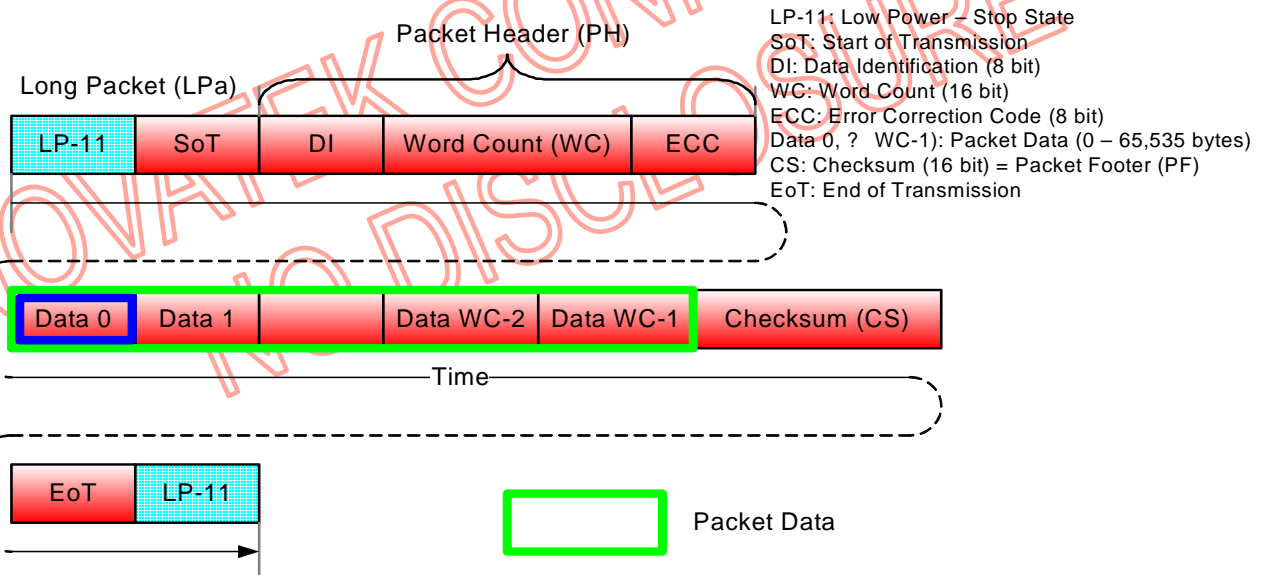 Packet Header (PH)
Long Packet (LPa)
LP-11 SoT DI Word Count (WC) ECC
LP-11: Low Power – Stop State
SoT: Start of Transmission
DI: Data Identification (8 bit)
WC: Word Count (16 bit)
ECC: Error Correction Code (8 bit)
Data 0, ? WC-1): Packet Data (0 – 65,535 bytes)
CS: Checksum (16 bit) = Packet Footer (PF)
EoT: End of Transmission
Data 0 Data 1 Data WC-2 Data WC-1 Checksum (CS)
Time
EoT LP-11
Packet Data
OVATEK CON
NO DISCLOSURE